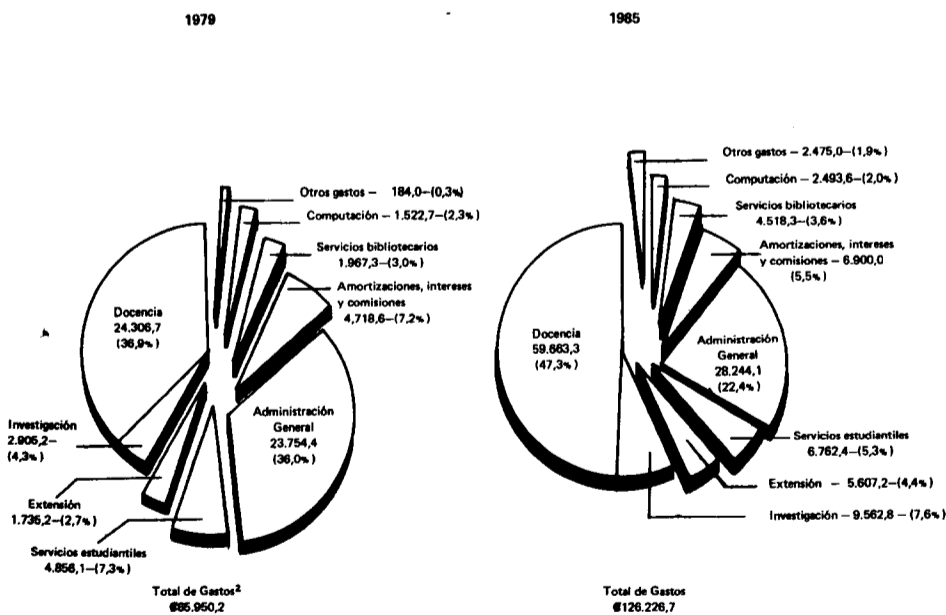 1979
Otros gastos – 184,0–(0,3%)
Computación – 1.522,7–(2,3%)
Servicios bibliotecarios
1.967,3–(3,0%)
Amortizaciones, intereses
y comisiones
4,718,6–(7,2%)
Docencia
24.306,7
(36,9%)
Administración
General
23.754,4
(36,0%)
Investigación
2.905,2–
(4,3%)
Extensión
1.735,2–(2,7%)
Servicios estudiantiles
4.856,1–(7,3%)
Total de Gastos²
₡65.950,2
1985
Otros gastos – 2.475,0–(1,9%)
Computación – 2.493,6–(2,0%)
Servicios bibliotecarios
4.518,3–(3,6%)
Amortizaciones, intereses
y comisiones – 6.900,0
(5,5%)
Docencia
59.663,3
(47,3%)
Administración
General
28.244,1
(22,4%)
Servicios estudiantiles
6.762,4–(5,3%)
Extensión – 5.607,2–(4,4%)
Investigación – 9.562,8 – (7,6%)
Total de Gastos
₡126.226,7